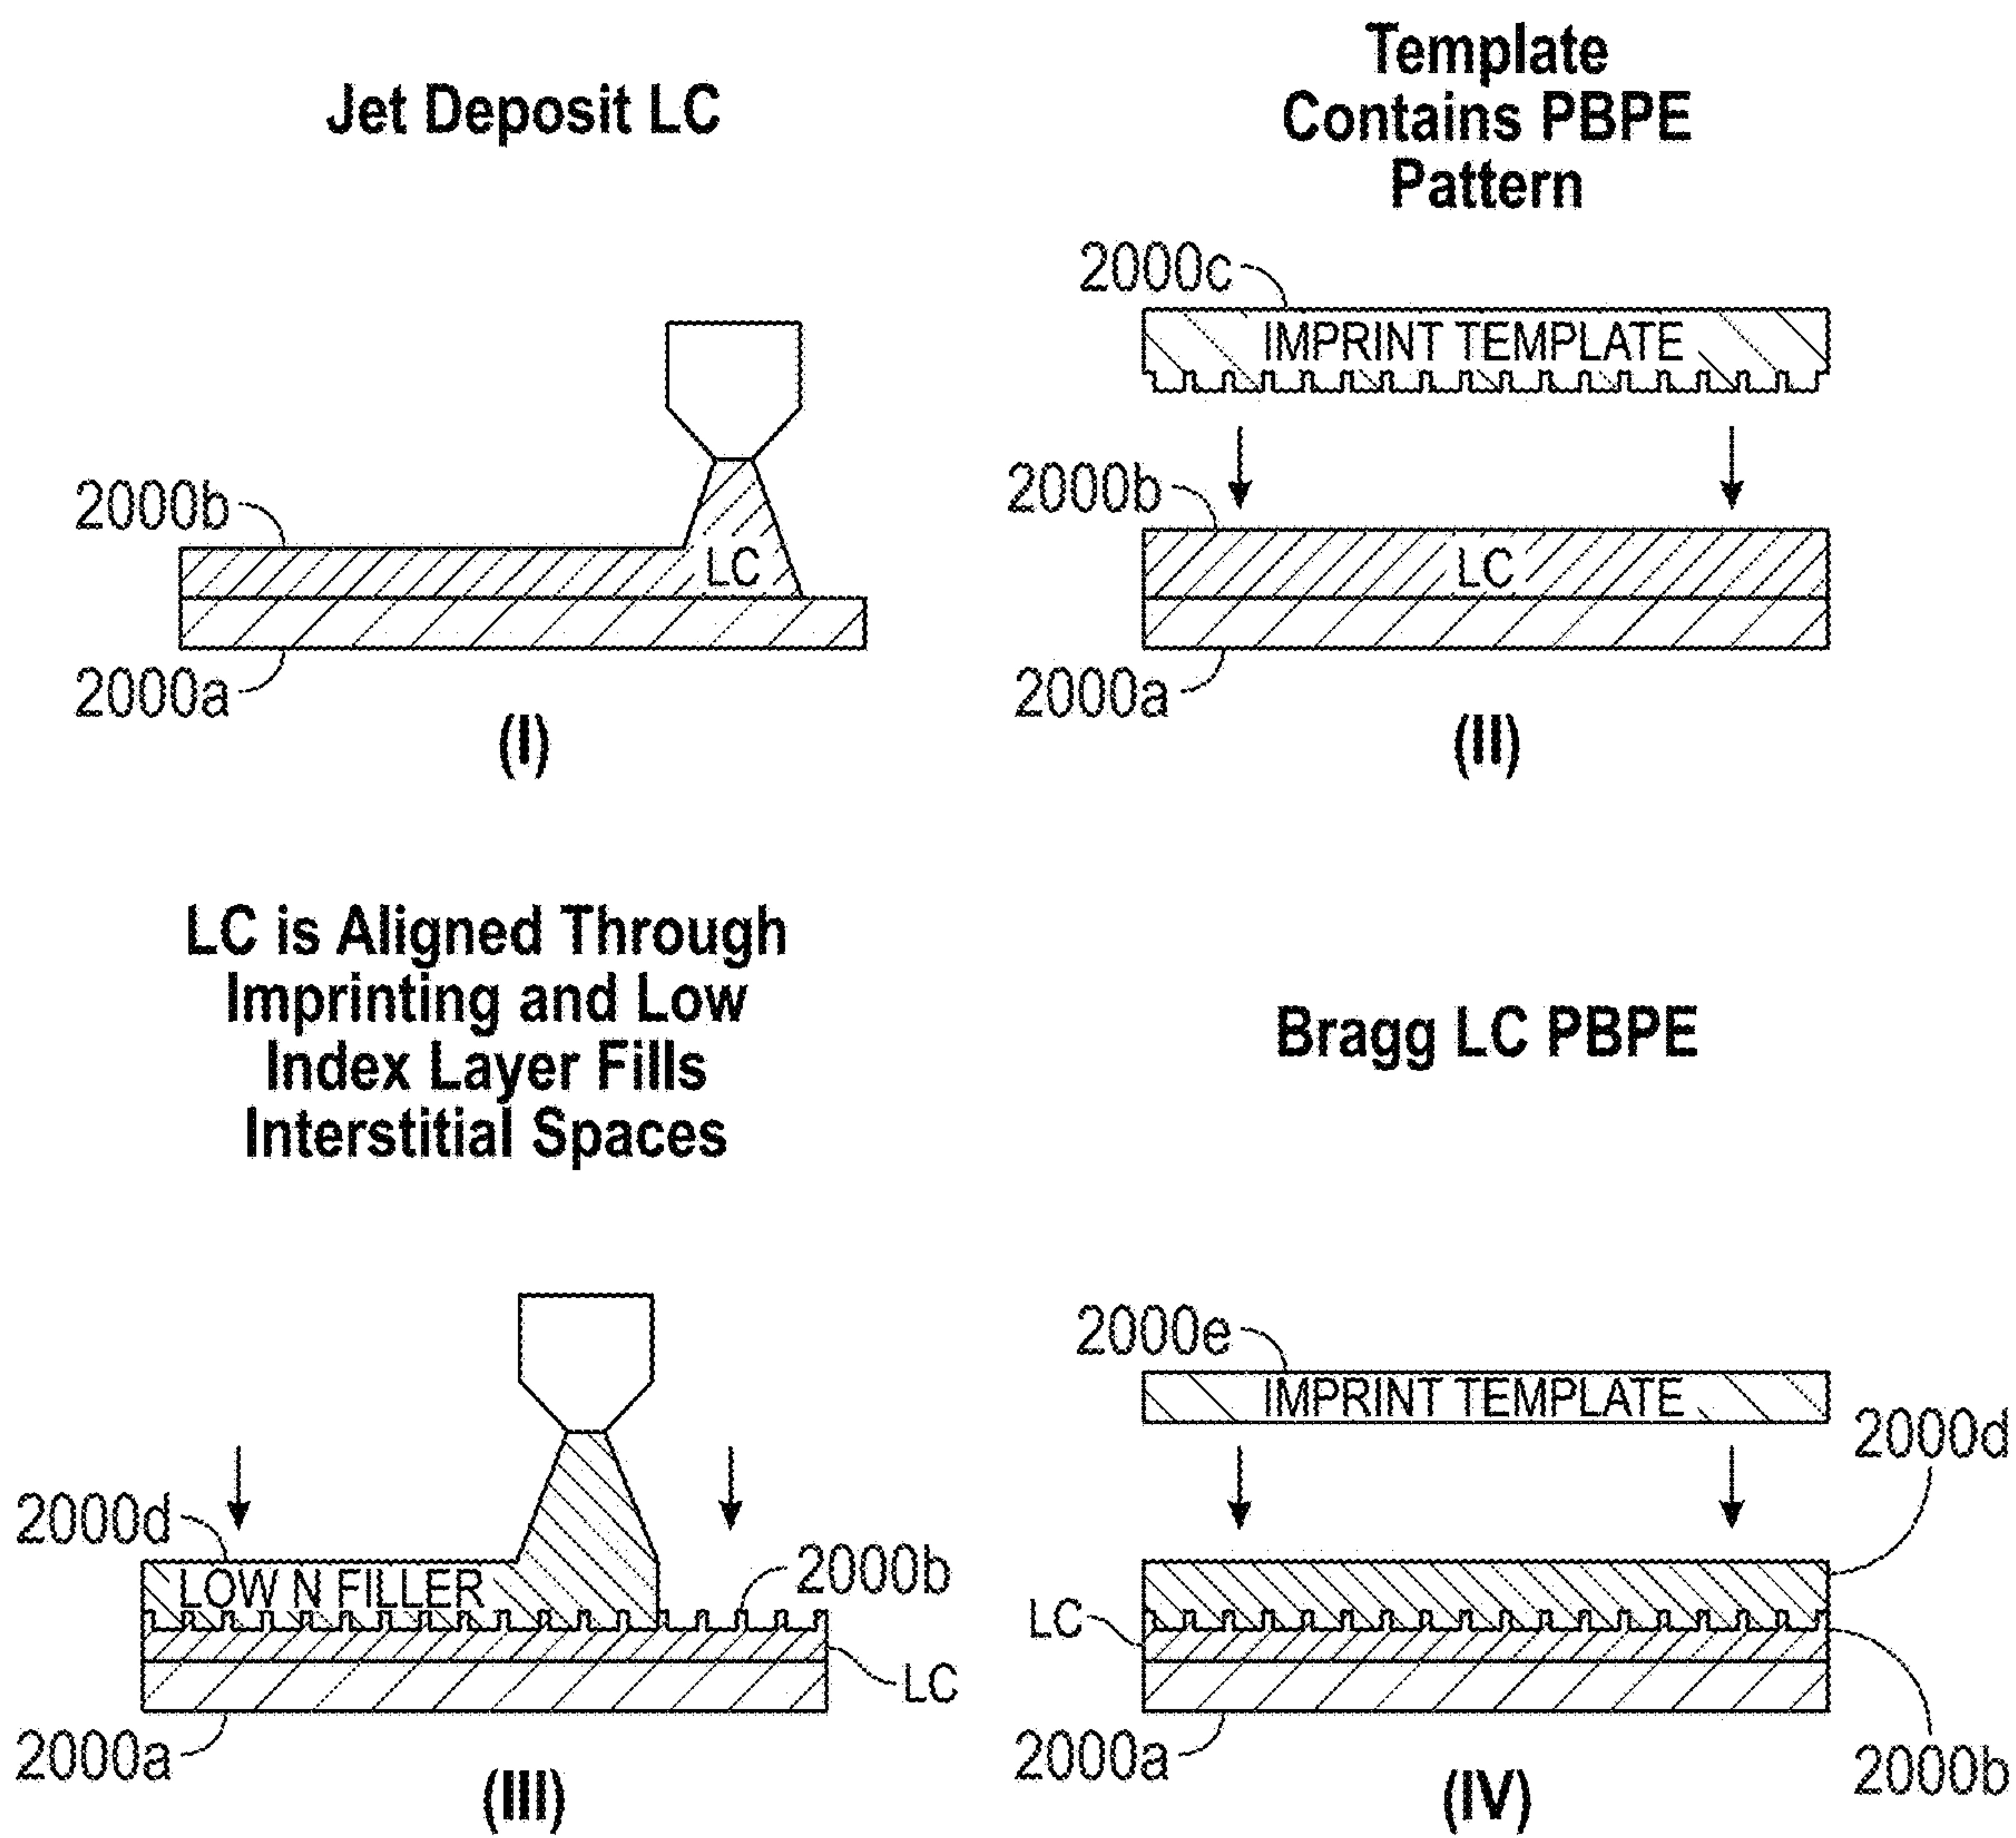 Jet Deposit LC
2000b
LC
2000a
(I)
Template
Contains PBPE
Pattern
2000c
IMPRINT TEMPLATE
2000b
LC
2000a
(II)
LC is Aligned Through
Imprinting and Low
Index Layer Fills
Interstitial Spaces
2000d
LOW N FILLER
2000b
LC
2000a
(III)
Bragg LC PBPE
2000e
IMPRINT TEMPLATE
2000d
LC
2000a
2000b
(IV)